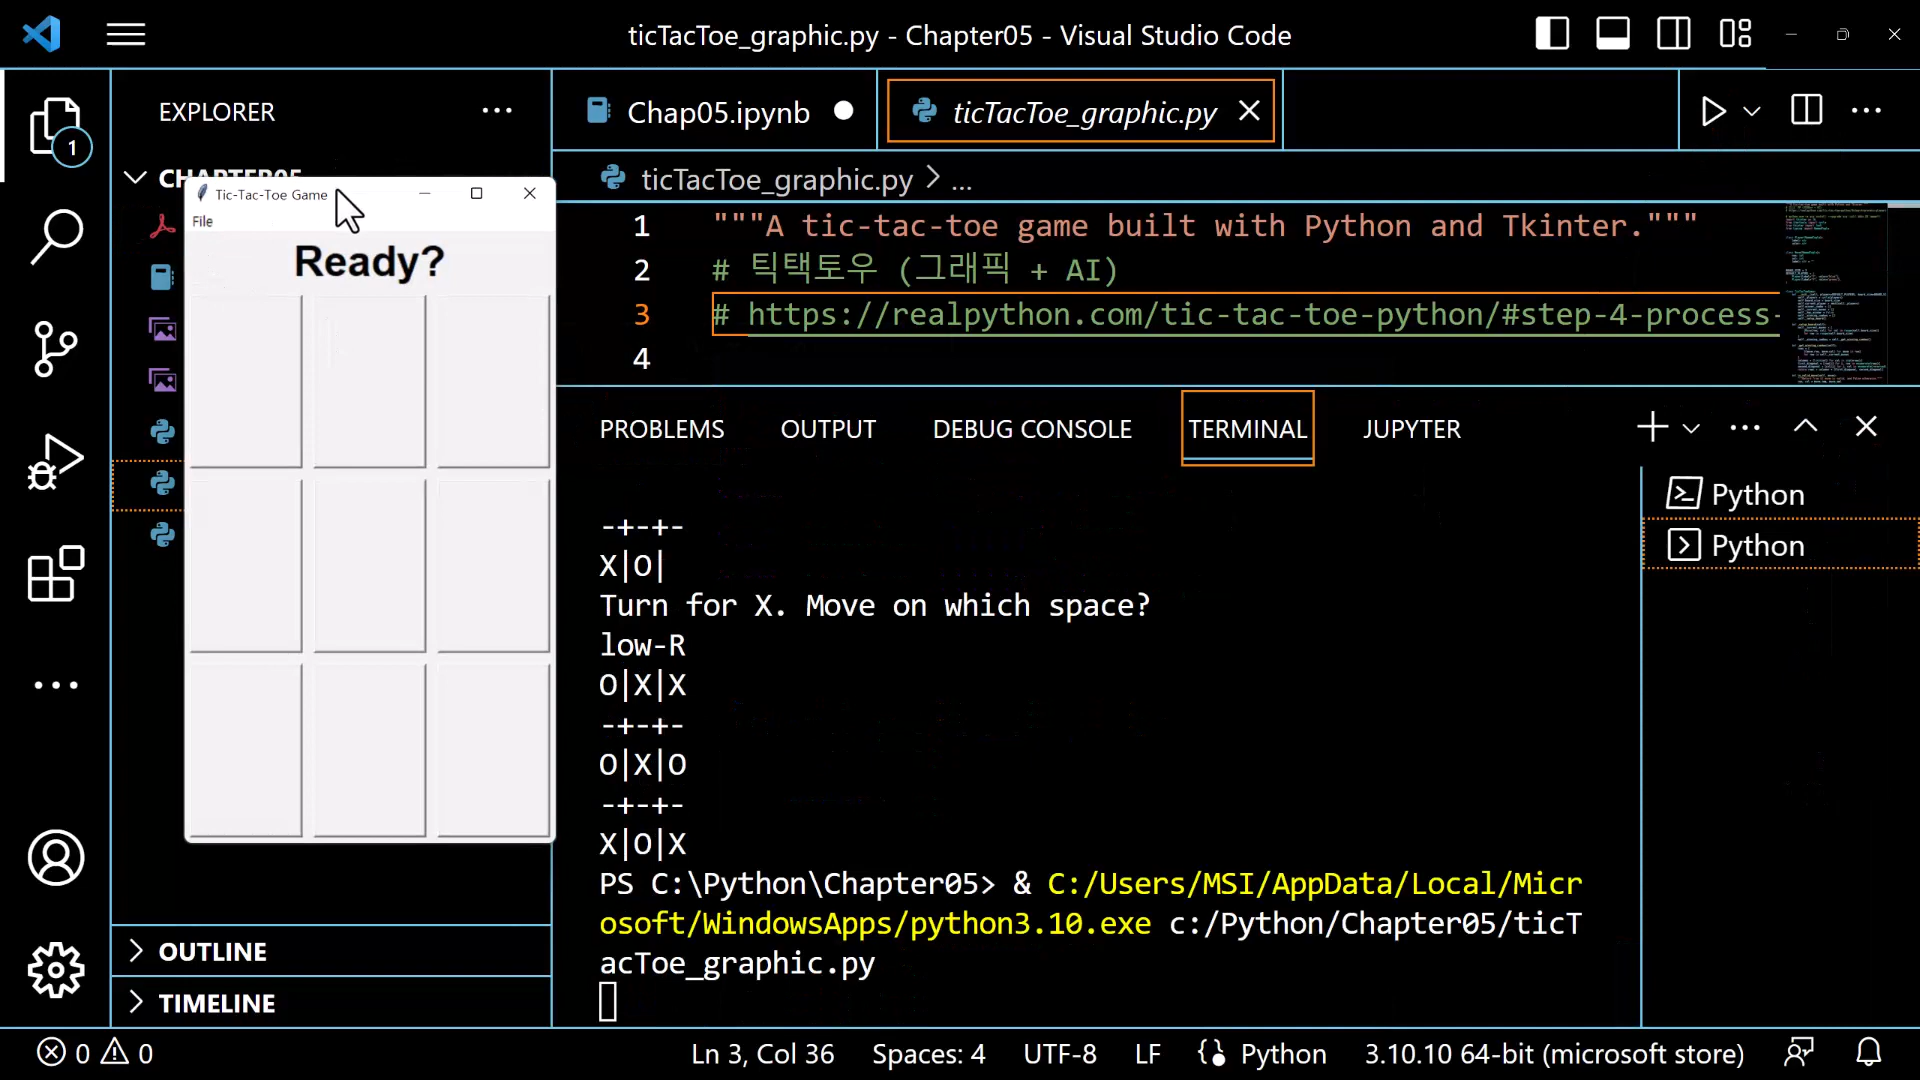 ticTacToe_graphic.py - Chapter05 - Visual Studio Code
EXPLORER
1
Chap05.ipynb
ticTacToe_graphic.py
CHAPTER05
ticTacToe_graphic.py > ...
Tic-Tac-Toe Game
File
Ready?
1 """A tic-tac-toe game built with Python and Tkinter."""
2 # 틱택토우 (그래픽 + AI)
3 # https://realpython.com/tic-tac-toe-python/#step-4-process-
4
PROBLEMS OUTPUT DEBUG CONSOLE TERMINAL JUPYTER
Python
Python
-+-+-
X|O|
Turn for X. Move on which space?
low-R
O|X|X
-+-+-
O|X|O
-+-+-
X|O|X
PS C:\Python\Chapter05> & C:/Users/MSI/AppData/Local/Micr
osoft/WindowsApps/python3.10.exe c:/Python/Chapter05/ticT
acToe_graphic.py
OUTLINE
TIMELINE
0 0 Ln 3, Col 36 Spaces: 4 UTF-8 LF Python 3.10.10 64-bit (microsoft store)